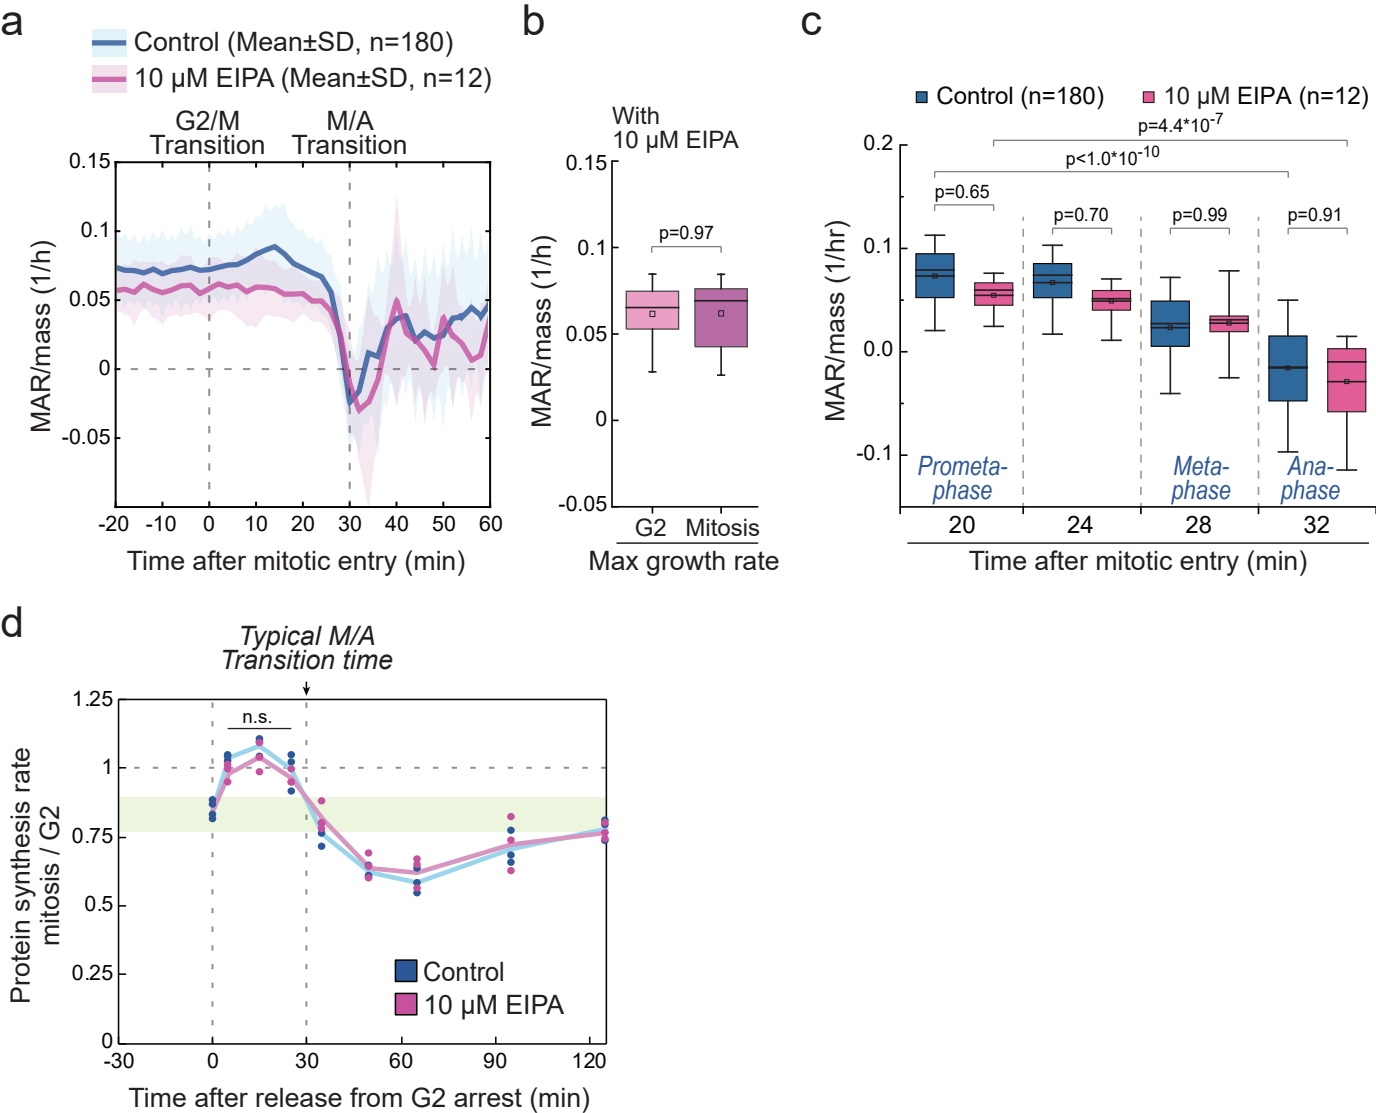 a
Control (Mean±SD, n=180)
10 µM EIPA (Mean±SD, n=12)
G2/M
Transition
M/A
Transition
0.15
0.1
0.05
0
-0.05
MAR/mass (1/h)
-20 -10 0 10 20 30 40 50 60
Time after mitotic entry (min)
b
With
10 µM EIPA
0.15
0.1
0.05
0
-0.05
MAR/mass (1/h)
p=0.97
G2 Mitosis
Max growth rate
c
Control (n=180)
10 µM EIPA (n=12)
p=4.4*10-7
p<1.0*10-10
p=0.65
p=0.70
p=0.99
p=0.91
0.2
0.1
0.0
-0.1
MAR/mass (1/hr)
Prometa-
phase
Meta-
phase
Ana-
phase
20 24 28 32
Time after mitotic entry (min)
d
Typical M/A
Transition time
n.s.
1.25
1
0.75
0.5
0.25
0
Protein synthesis rate
mitosis / G2
Control
10 µM EIPA
-30 0 30 60 90 120
Time after release from G2 arrest (min)